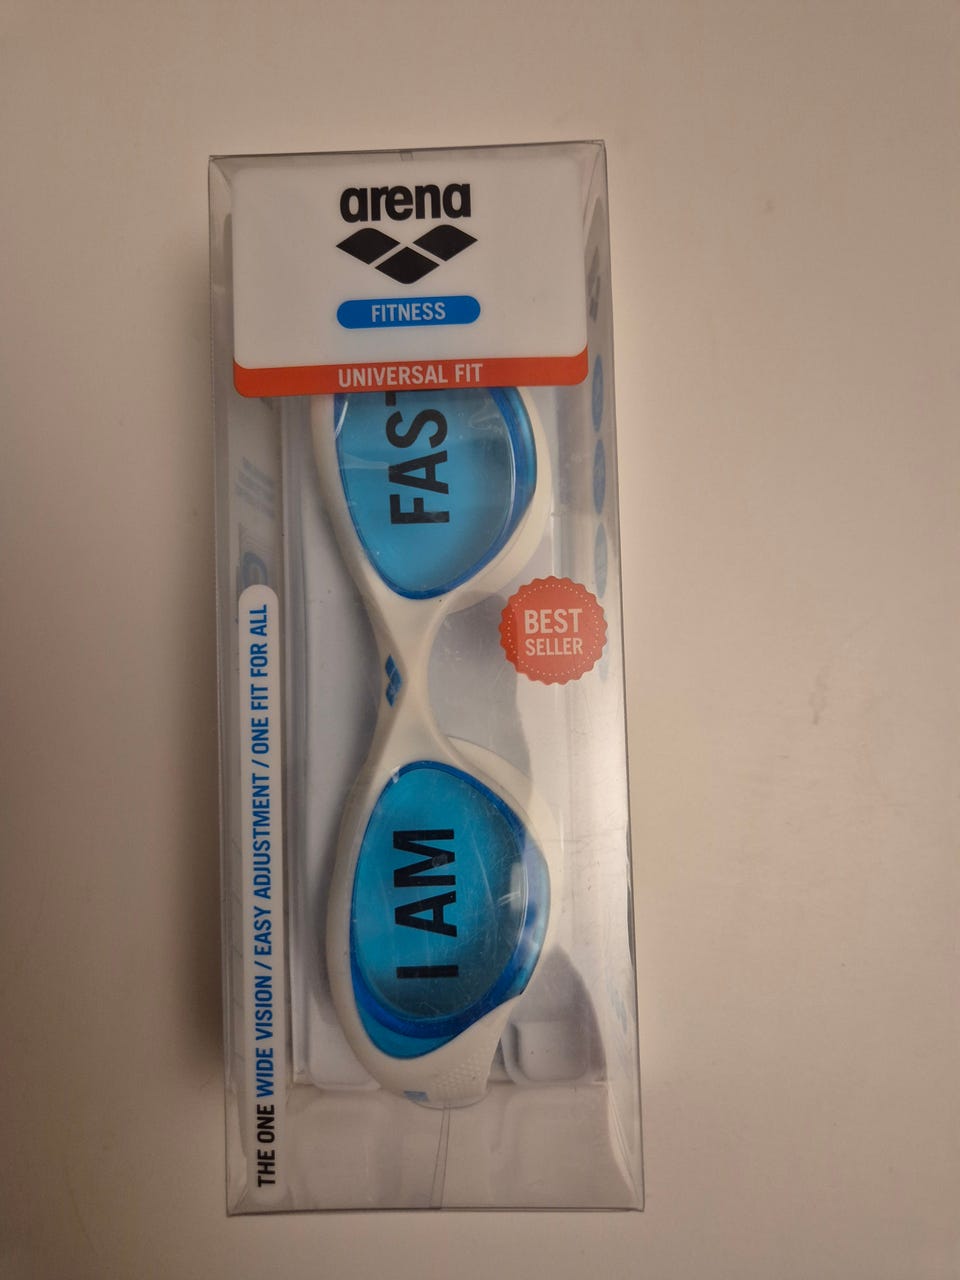 arena
FITNESS
UNIVERSAL FIT
FAST
BEST
SELLER
I AM
THE ONE WIDE VISION / EASY ADJUSTMENT / ONE FIT FOR ALL